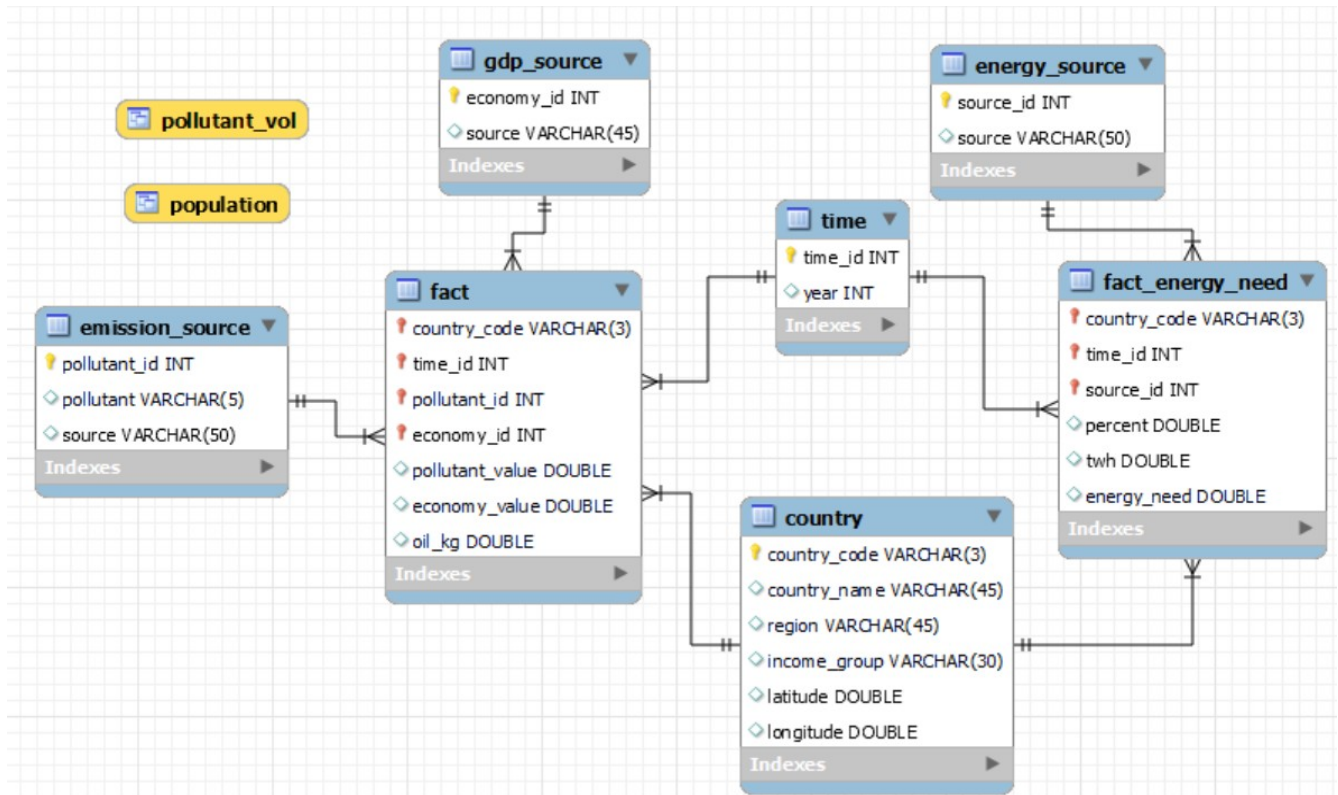 pollutant_vol
population
gdp_source
economy_id INT
source VARCHAR(45)
Indexes
energy_source
source_id INT
source VARCHAR(50)
Indexes
emission_source
pollutant_id INT
pollutant VARCHAR(5)
source VARCHAR(50)
Indexes
fact
country_code VARCHAR(3)
time_id INT
pollutant_id INT
economy_id INT
pollutant_value DOUBLE
economy_value DOUBLE
oil_kg DOUBLE
Indexes
time
time_id INT
year INT
Indexes
fact_energy_need
country_code VARCHAR(3)
time_id INT
source_id INT
percent DOUBLE
twh DOUBLE
energy_need DOUBLE
Indexes
country
country_code VARCHAR(3)
country_name VARCHAR(45)
region VARCHAR(45)
income_group VARCHAR(30)
latitude DOUBLE
longitude DOUBLE
Indexes